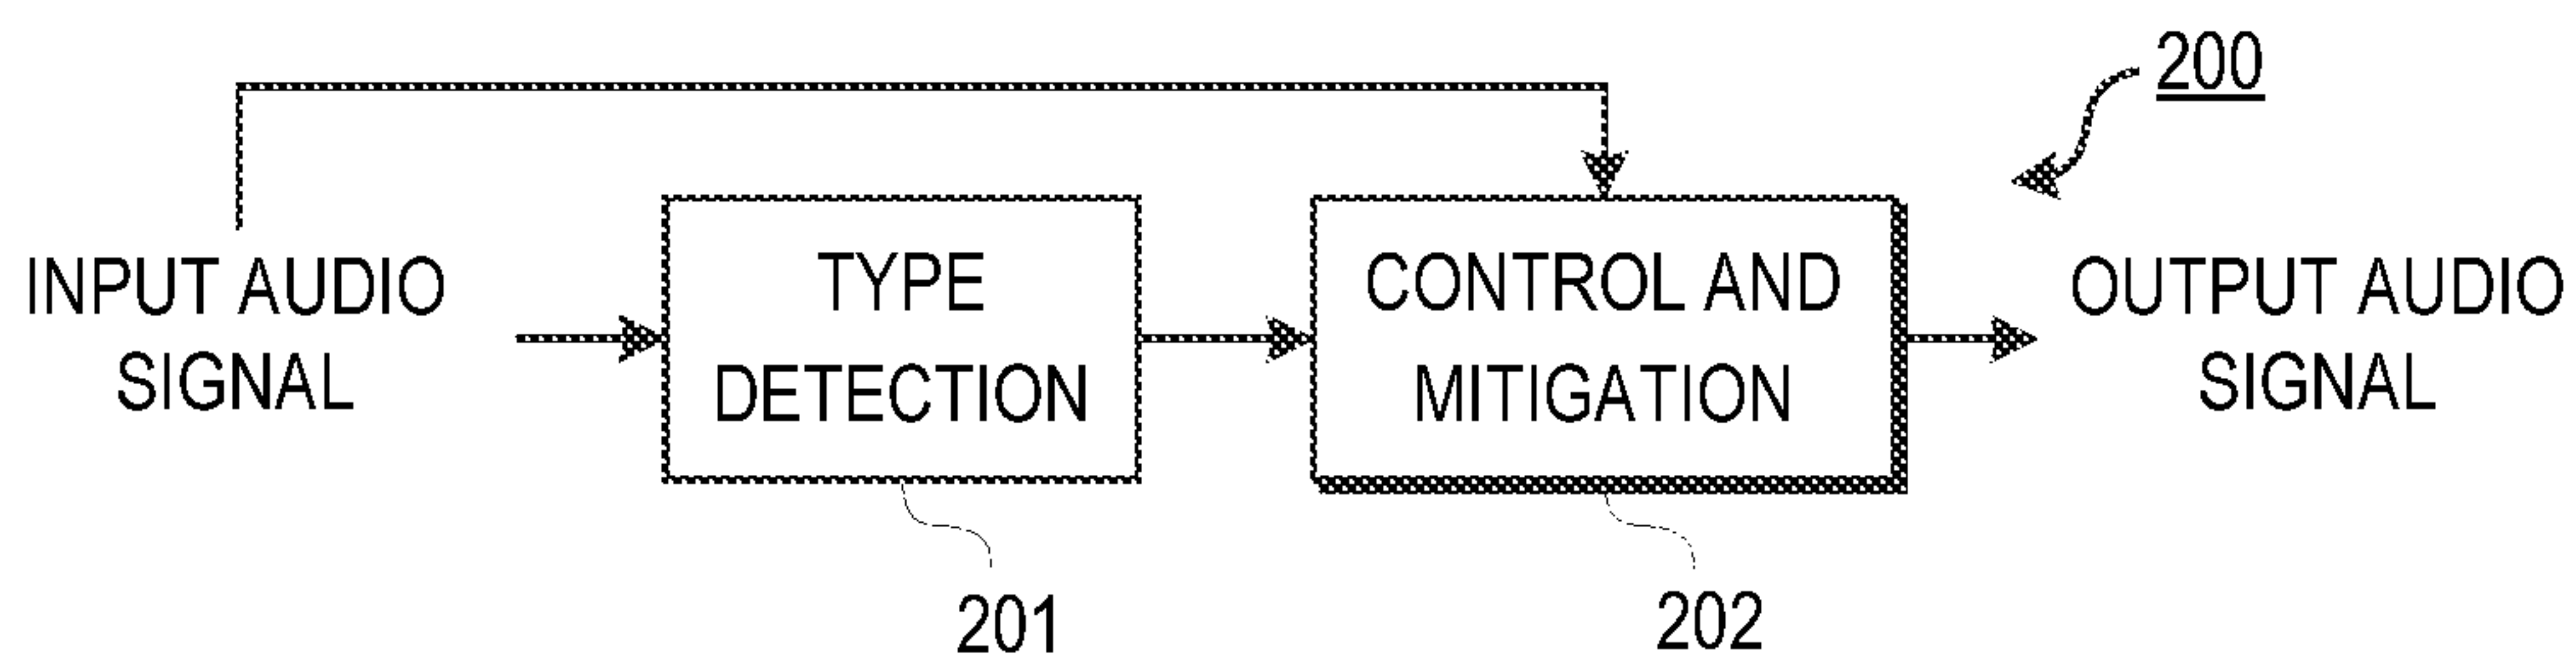 200
INPUT AUDIO
SIGNAL
TYPE
DETECTION
CONTROL AND
MITIGATION
OUTPUT AUDIO
SIGNAL
201
202